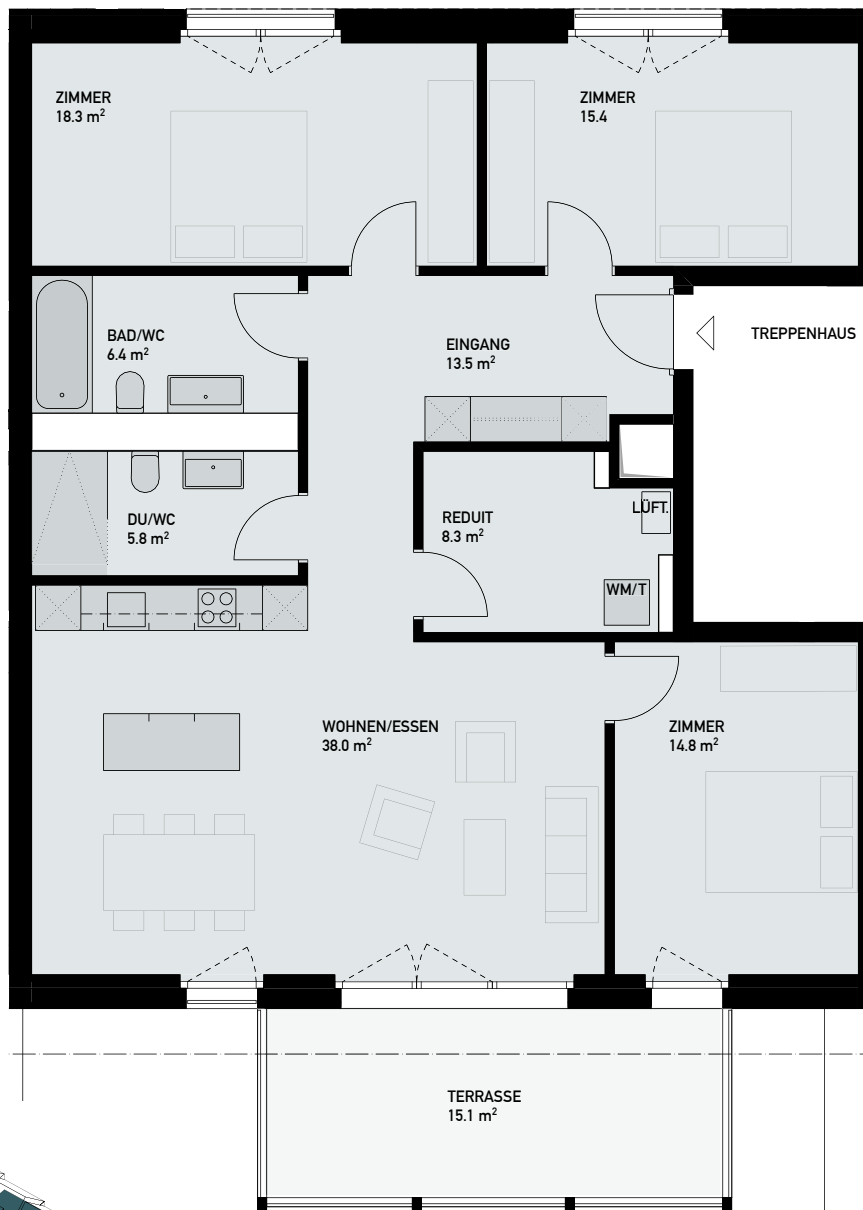 ZIMMER
18.3 m²
ZIMMER
15.4
BAD/WC
6.4 m²
EINGANG
13.5 m²
TREPPENHAUS
DU/WC
5.8 m²
REDUIT
8.3 m²
LÜFT.
WM/T
WOHNEN/ESSEN
38.0 m²
ZIMMER
14.8 m²
TERRASSE
15.1 m²